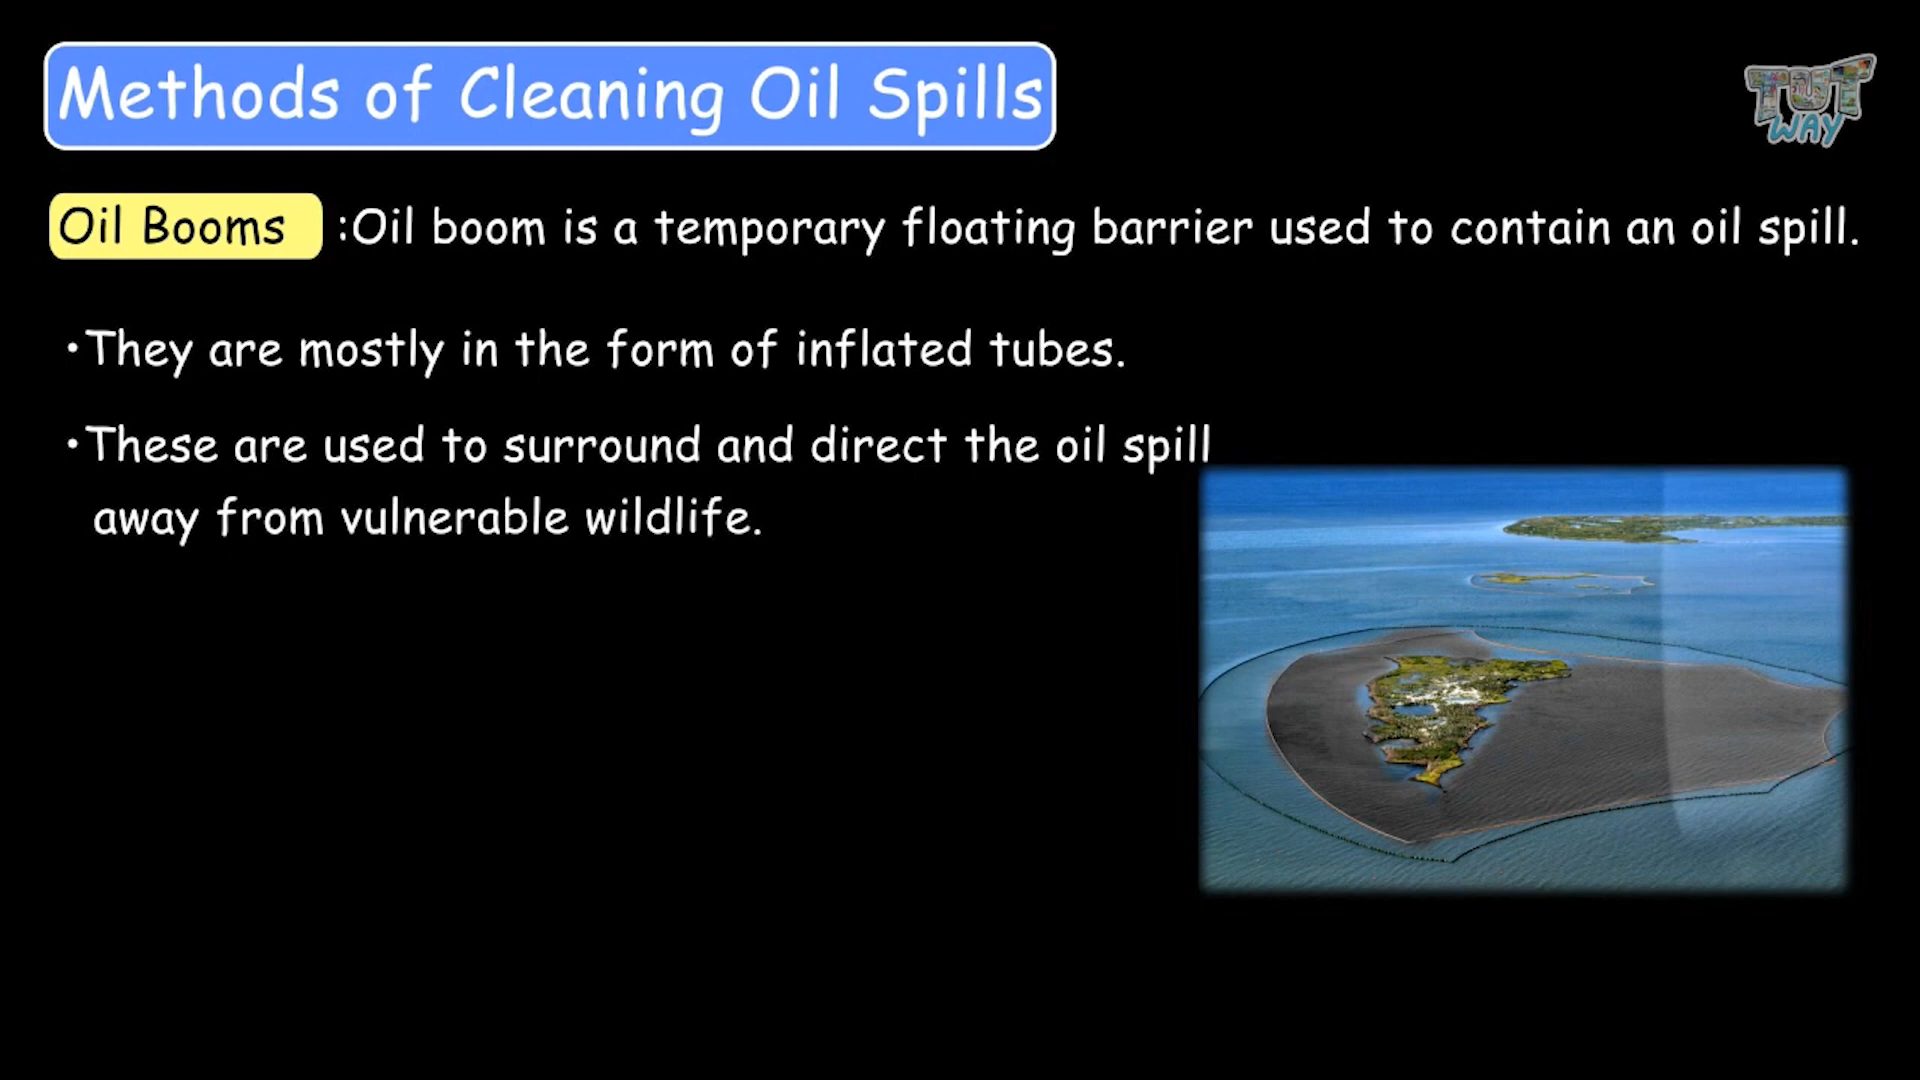 Methods of Cleaning Oil Spills
TUT
WAY
Oil Booms :Oil boom is a temporary floating barrier used to contain an oil spill.
•They are mostly in the form of inflated tubes.
•These are used to surround and direct the oil spill
away from vulnerable wildlife.